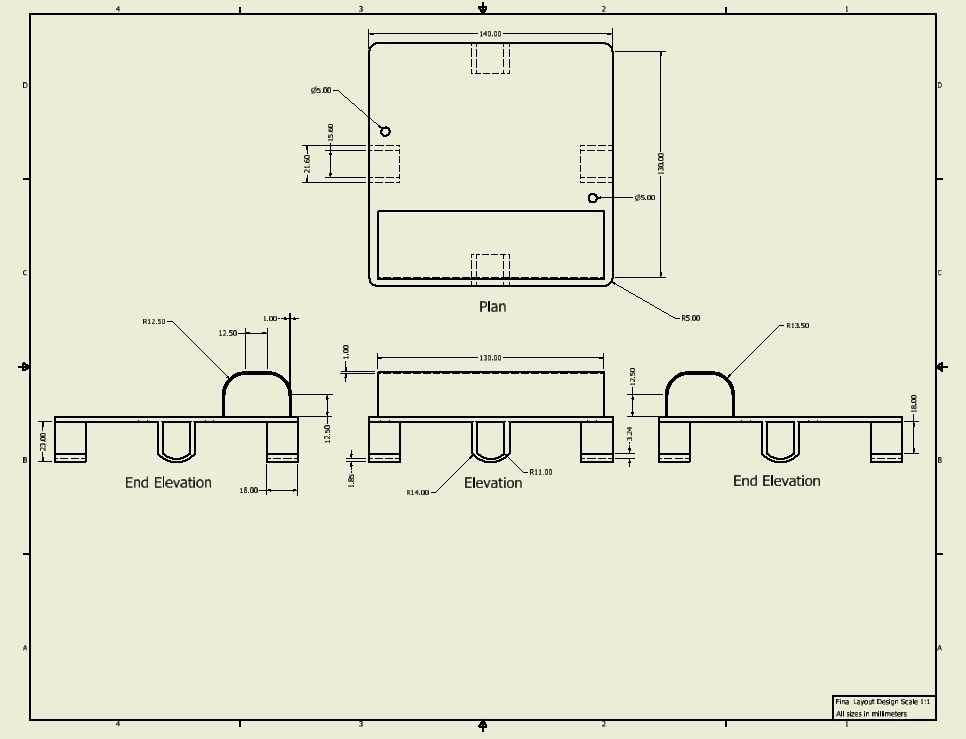 4 3 2 1
140.00
D D
Ø5.00
15.60
21.60
130.00
Ø5.00
C C
Plan
R5.00
R12.50
1.00
12.50
1.00
130.00
R13.50
12.50
12.50
18.00
23.00
3.24
B B
1.85
R11.00
R14.00
18.00
End Elevation
Elevation
End Elevation
A A
Final Layout Design Scale 1:1
All sizes in millimeters
4 3 2 1